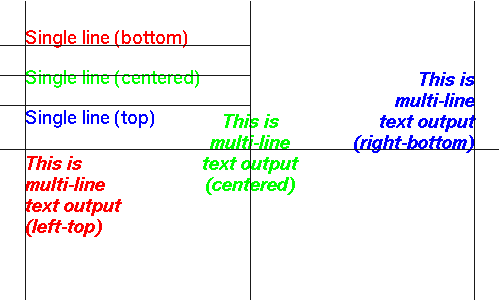 Single line (bottom)
Single line (centered)
Single line (top)
This is
multi-line
text output
(left-top)
This is
multi-line
text output
(centered)
This is
multi-line
text output
(right-bottom)